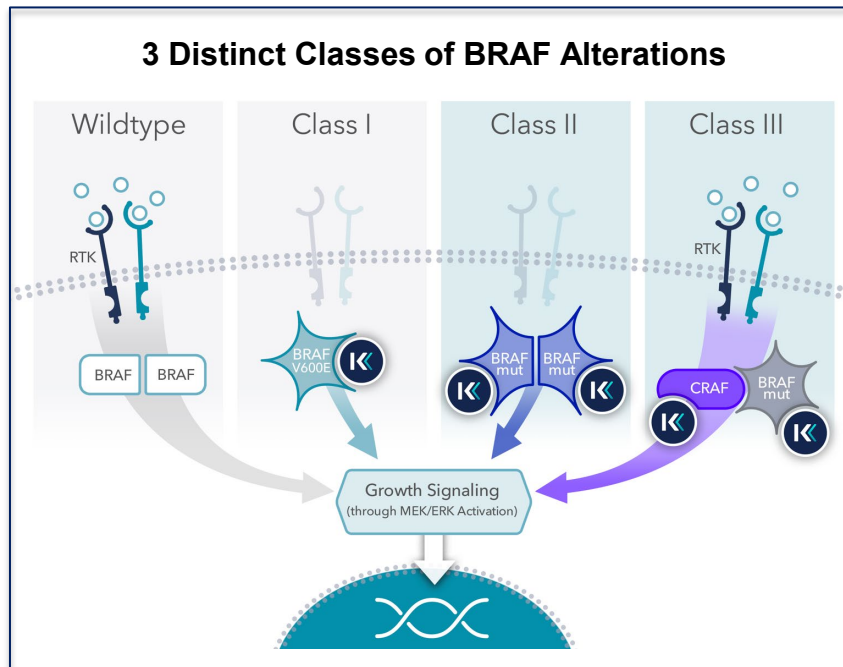 3 Distinct Classes of BRAF Alterations
Wildtype
Class I
Class II
Class III
RTK
RTK
BRAF
BRAF
BRAF
V600E
BRAF
mut
BRAF
mut
CRAF
BRAF
mut
Growth Signaling
(through MEK/ERK Activation)